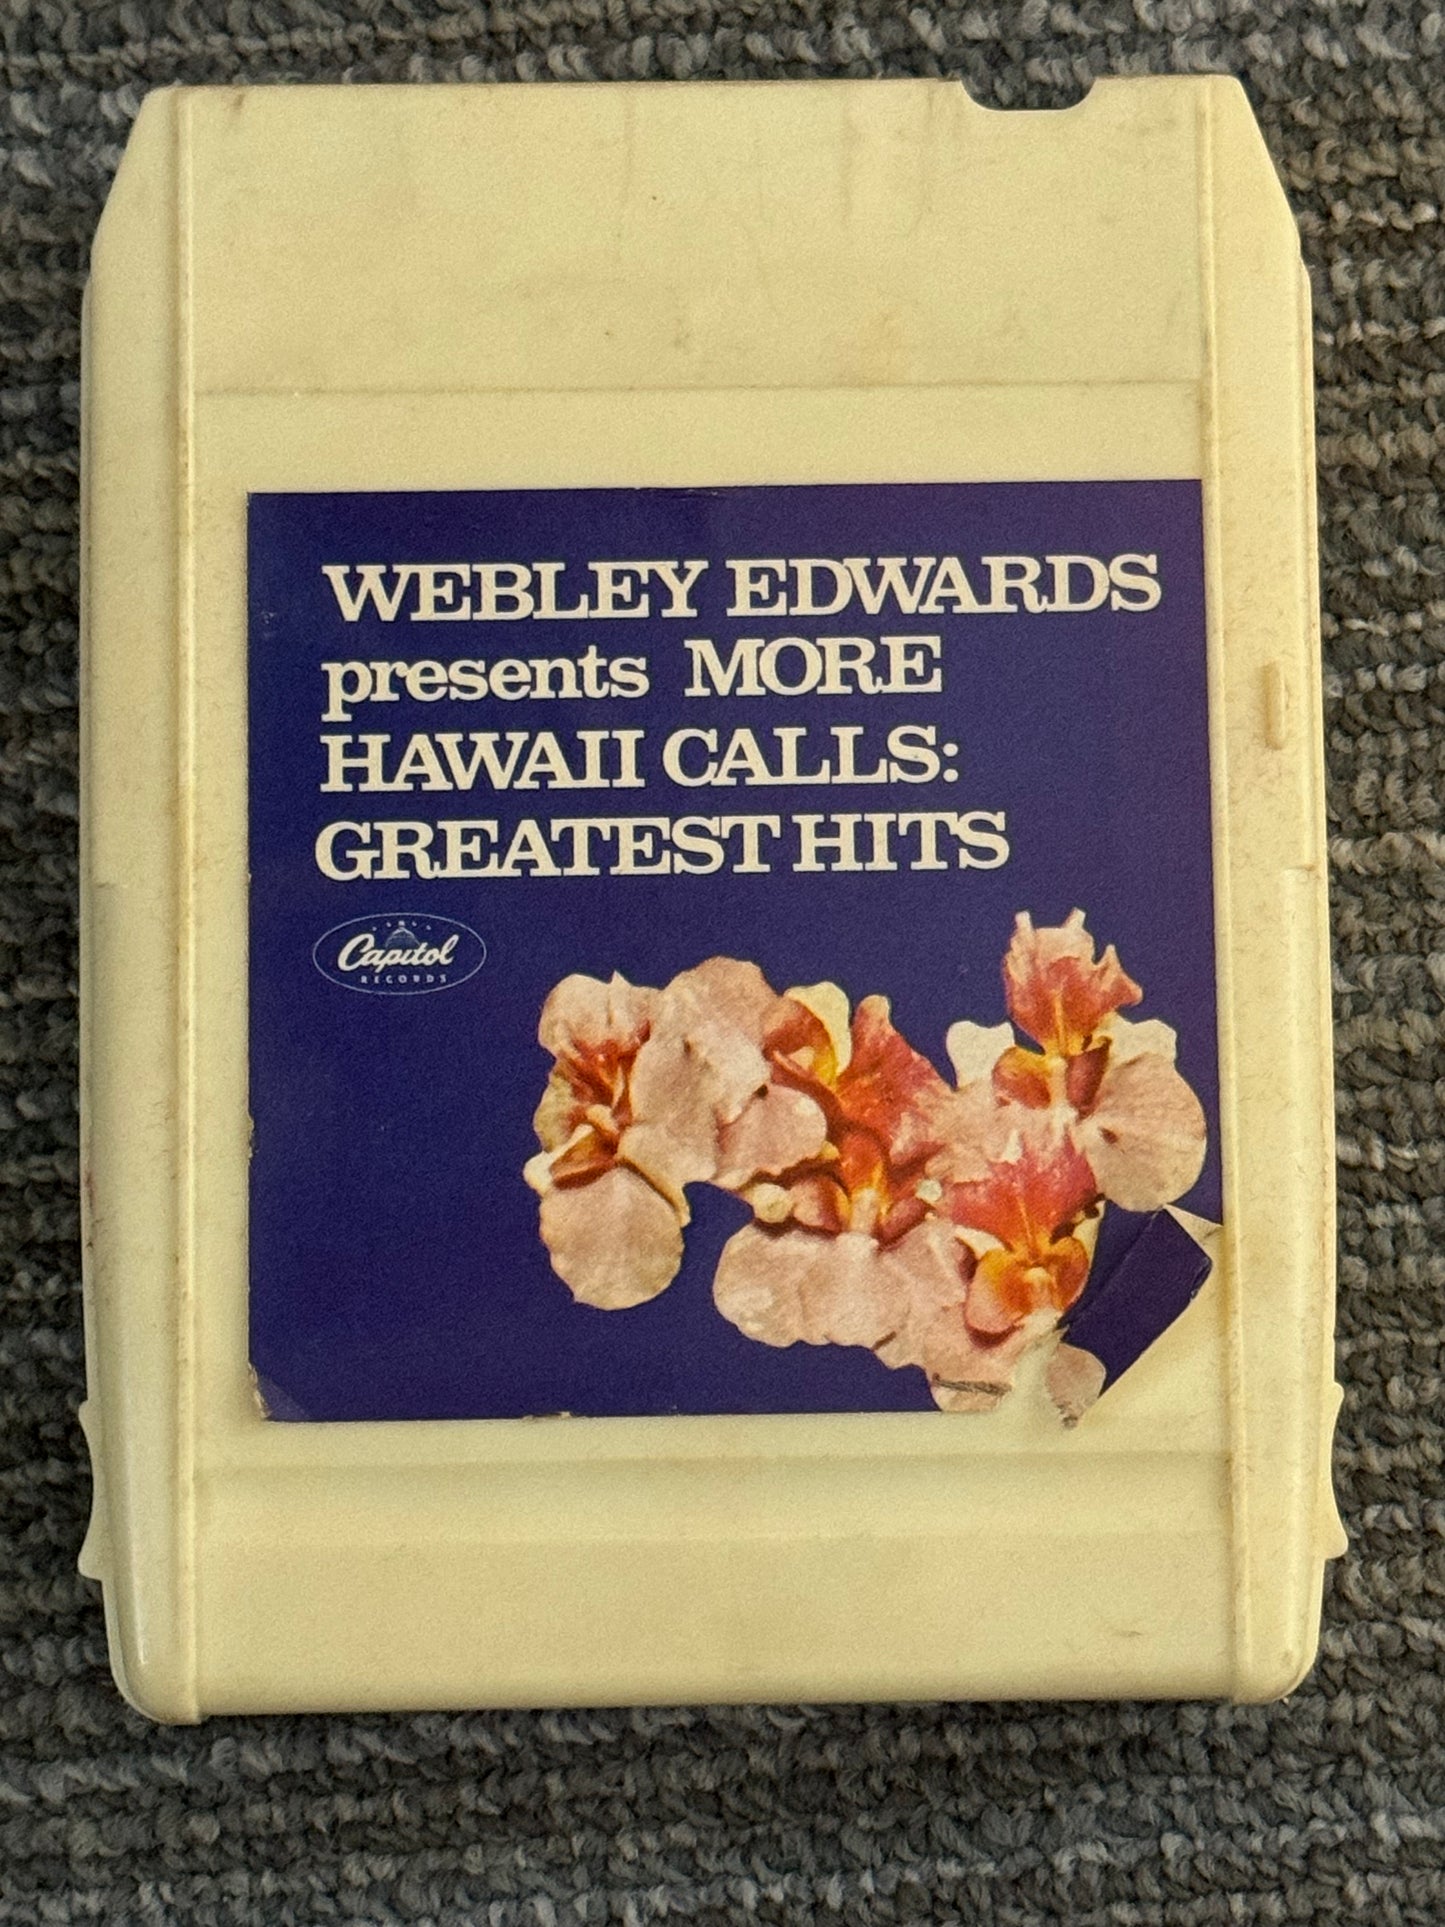 WEBLEY EDWARDS
presents MORE
HAWAII CALLS:
GREATEST HITS
Capitol
RECORDS